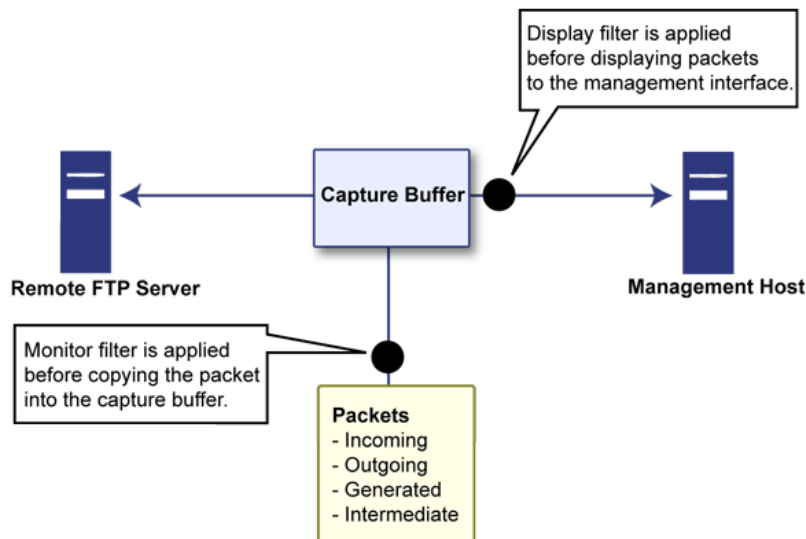 Display filter is applied
before displaying packets
to the management interface.
Capture Buffer
Remote FTP Server
Management Host
Monitor filter is applied
before copying the packet
into the capture buffer.
Packets
- Incoming
- Outgoing
- Generated
- Intermediate